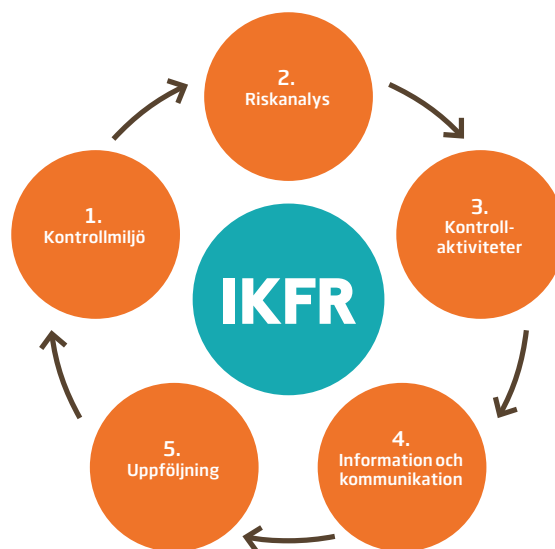 1.
Kontrollmiljö
2.
Riskanalys
3.
Kontroll-
aktiviteter
4.
Information och
kommunikation
5.
Uppföljning
IKFR